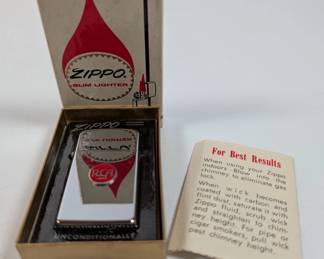 ZIPPO
SLIM LIGHTER
ZIPPO
RCA
UNCONDITIONALLY
For Best Results
When using your Zippo
indoors. Blow into the
chimney to eliminate gas
lock.
When wick becomes
coated with carbon and
flint dust, saturate it with
Zippo fluid, scrub wick
and straighten to chim-
ney height. For pipe or
cigar smokers, pull wick
past chimney height.